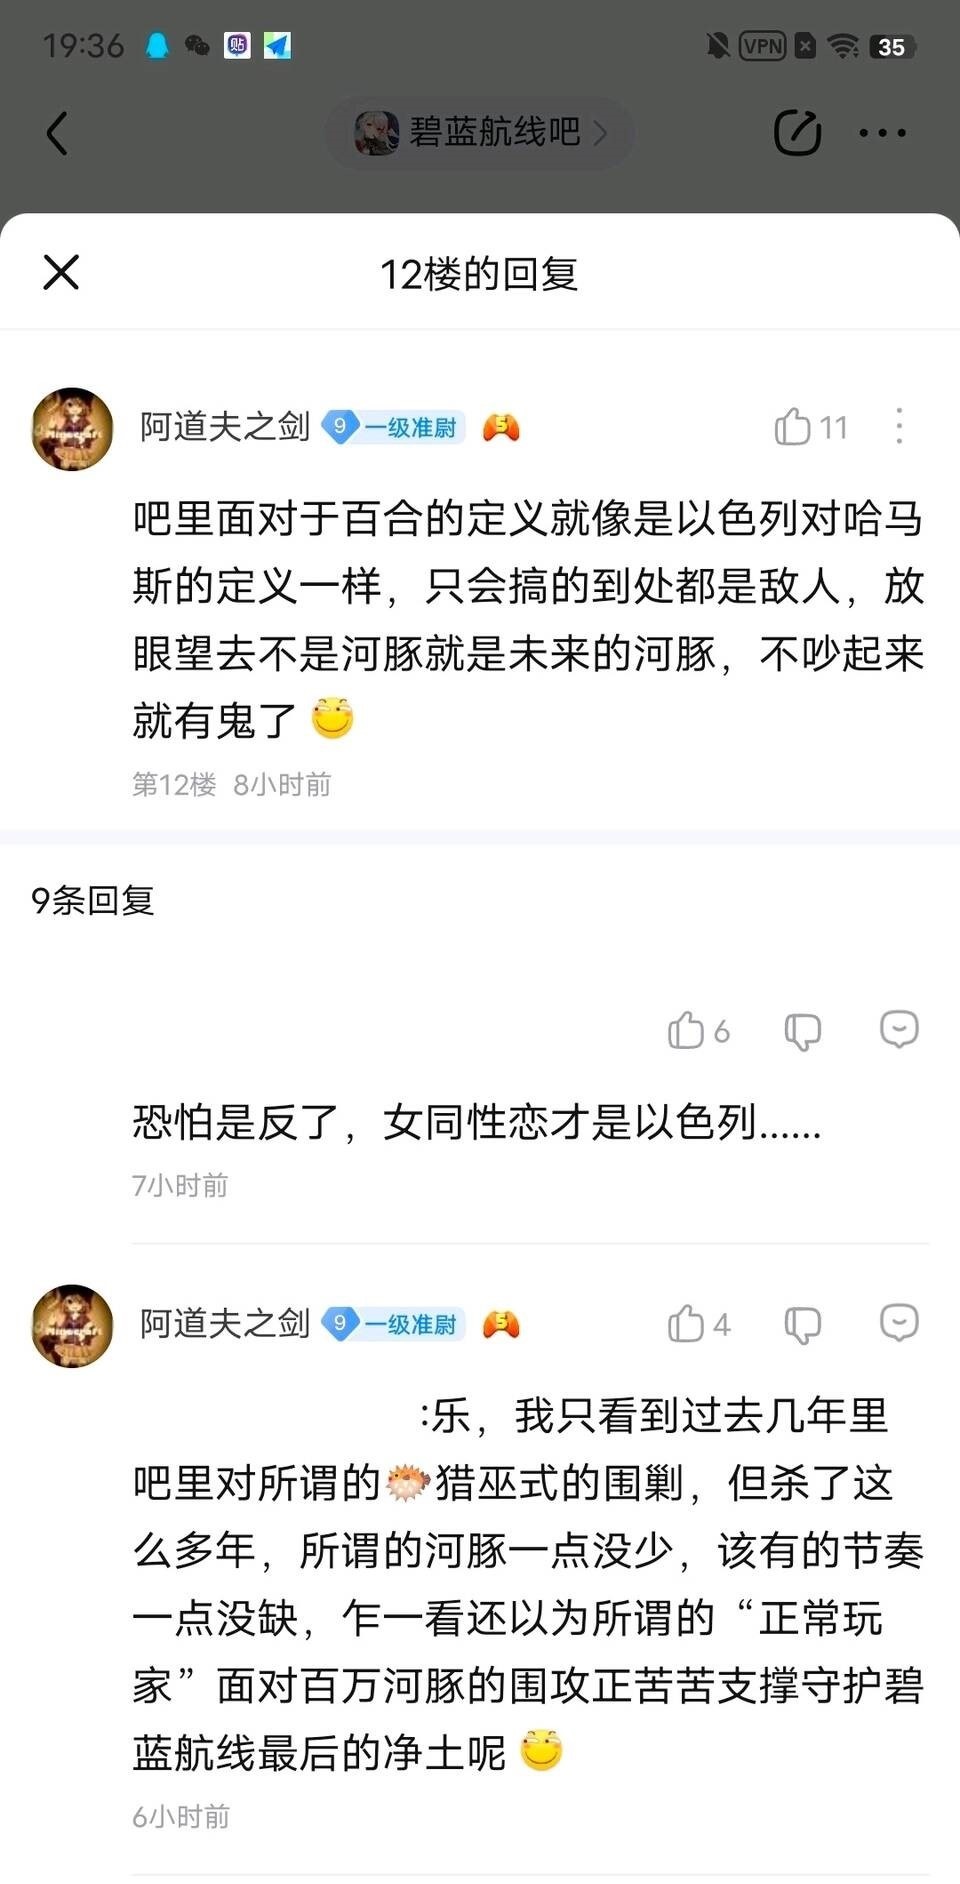 19:36
贴
VPN
35
碧蓝航线吧
12楼的回复
阿道夫之剑 9 一级准尉 5
11
吧里面对于百合的定义就像是以色列对哈马
斯的定义一样，只会搞的到处都是敌人，放
眼望去不是河豚就是未来的河豚，不吵起来
就有鬼了
第12楼 8小时前
9条回复
6
恐怕是反了，女同性恋才是以色列......
7小时前
阿道夫之剑 9 一级准尉 5
4
:乐，我只看到过去几年里
吧里对所谓的🐡猎巫式的围剿，但杀了这
么多年，所谓的河豚一点没少，该有的节奏
一点没缺，乍一看还以为所谓的“正常玩
家”面对百万河豚的围攻正苦苦支撑守护碧
蓝航线最后的净土呢
6小时前